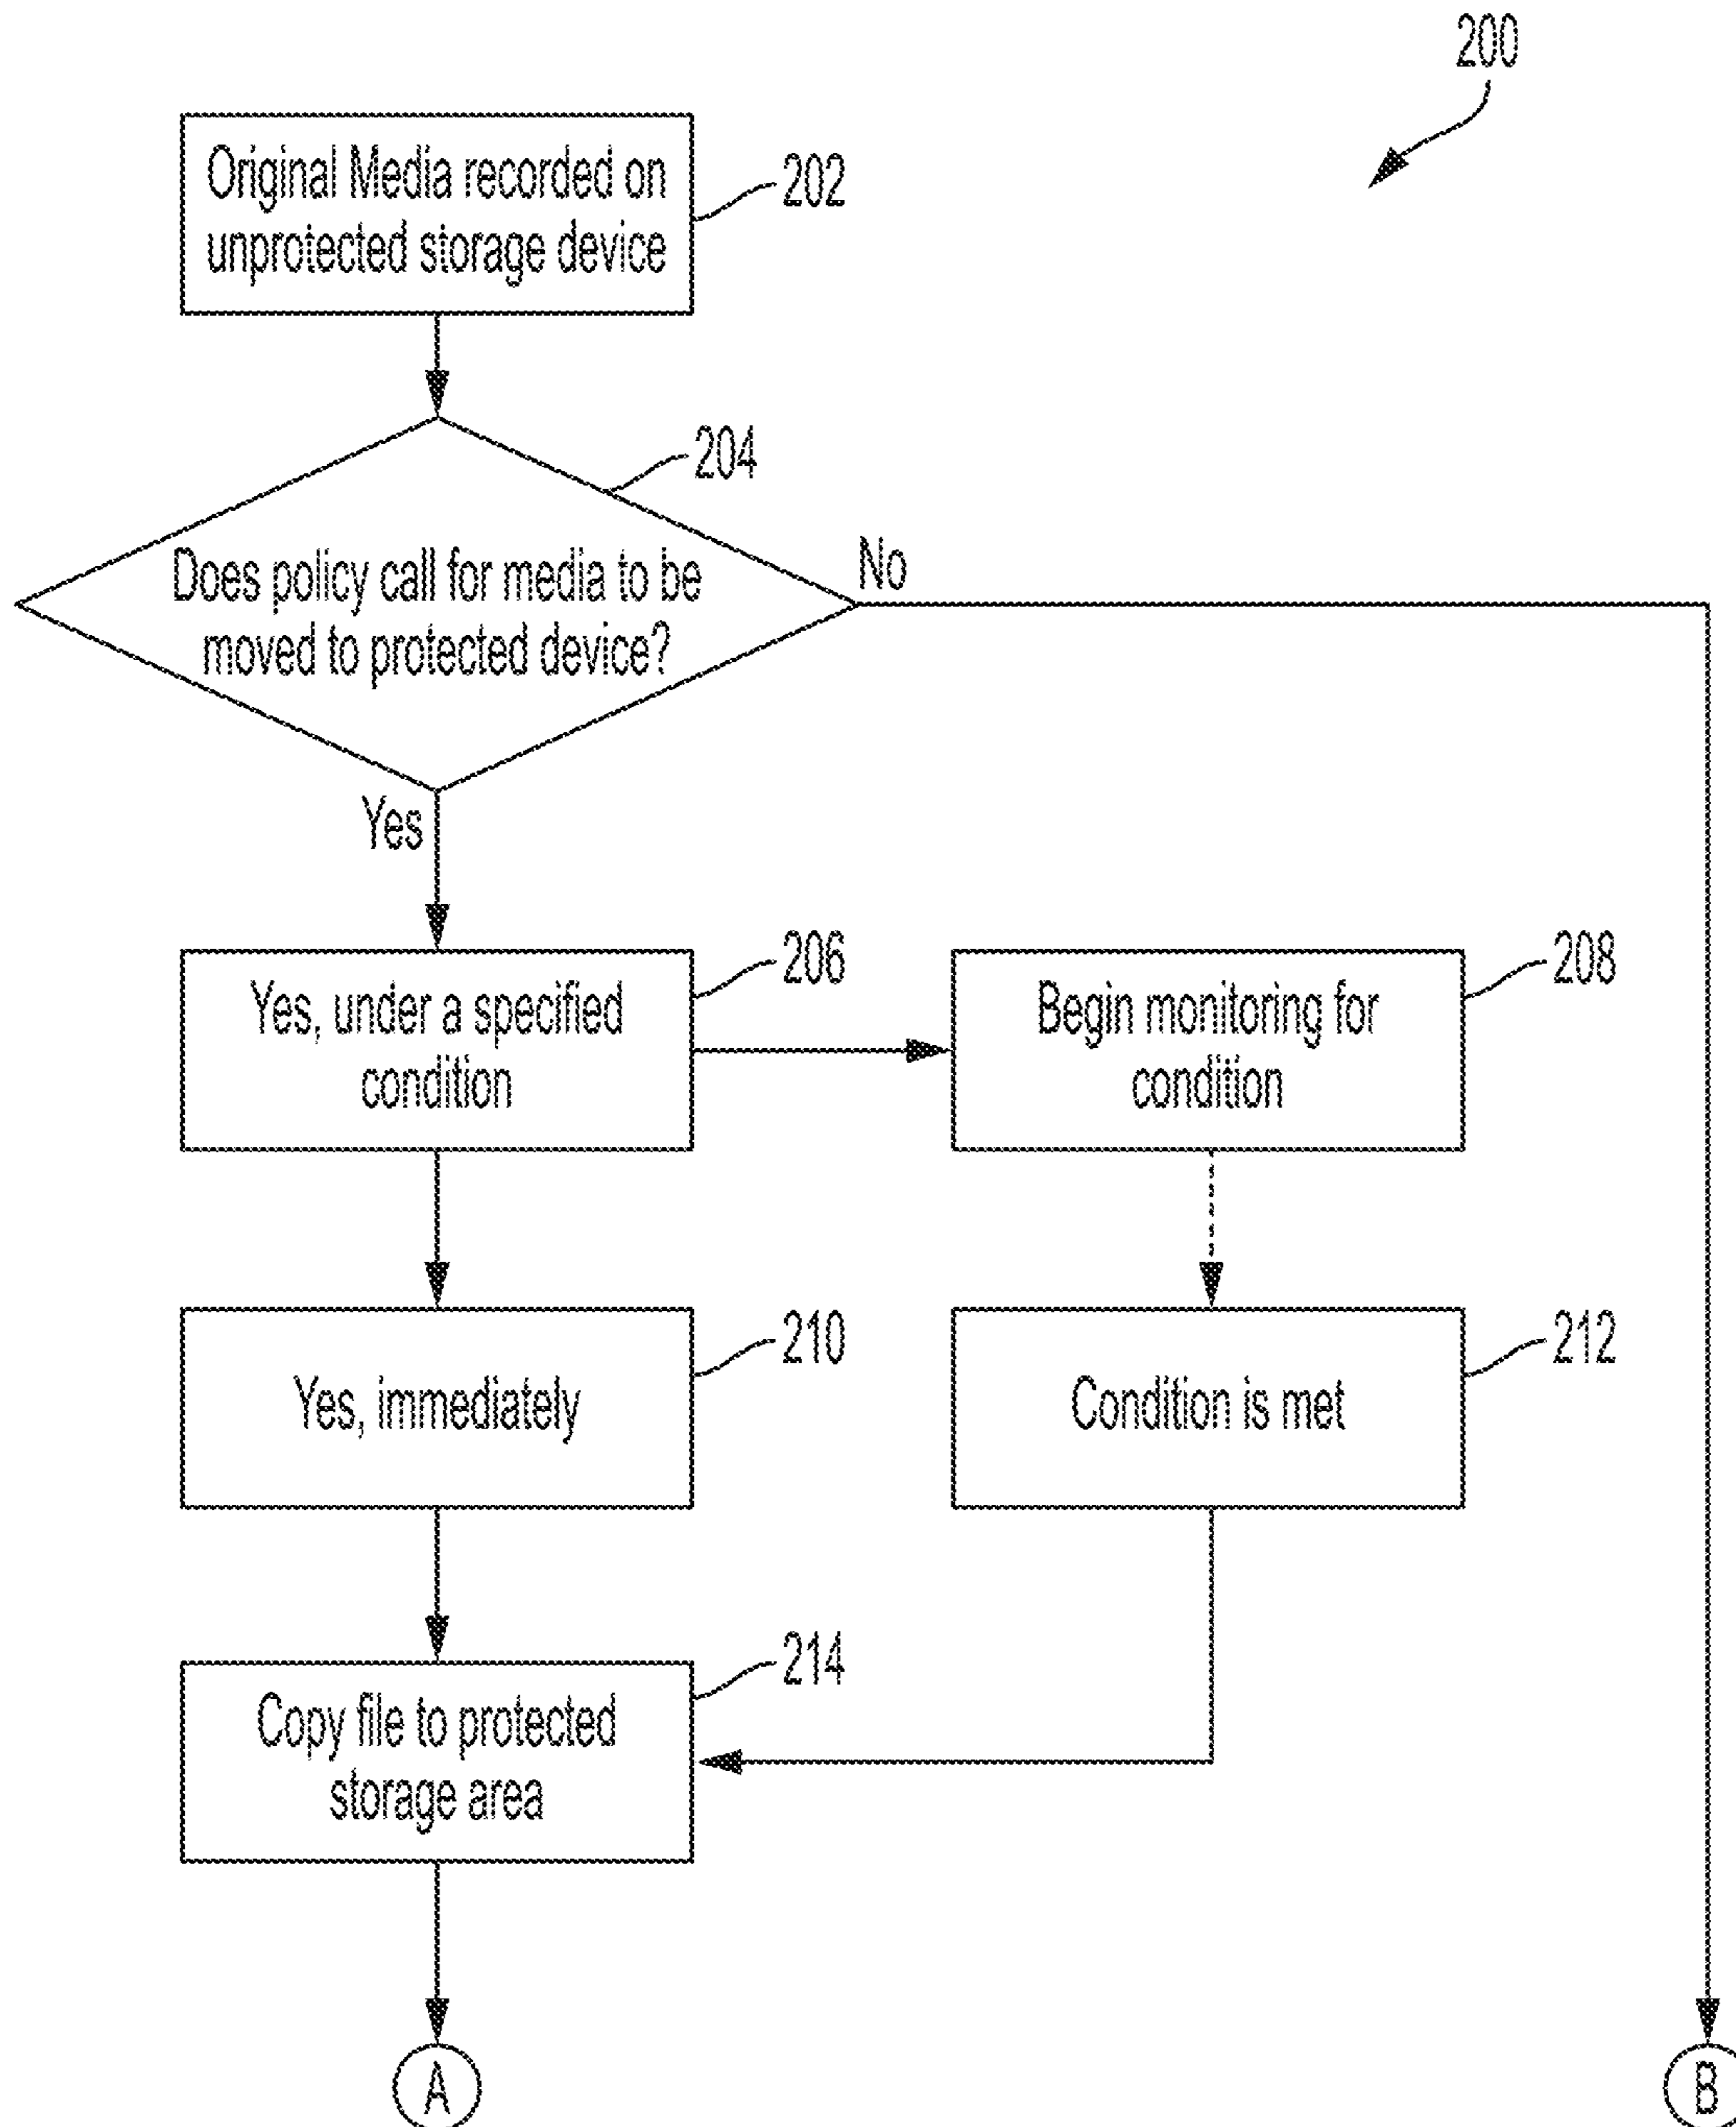 200
Original Media recorded on
unprotected storage device
202
204
Does policy call for media to be
moved to protected device?
No
Yes
206
Yes, under a specified
condition
208
Begin monitoring for
condition
210
Yes, immediately
212
Condition is met
214
Copy file to protected
storage area
A
B